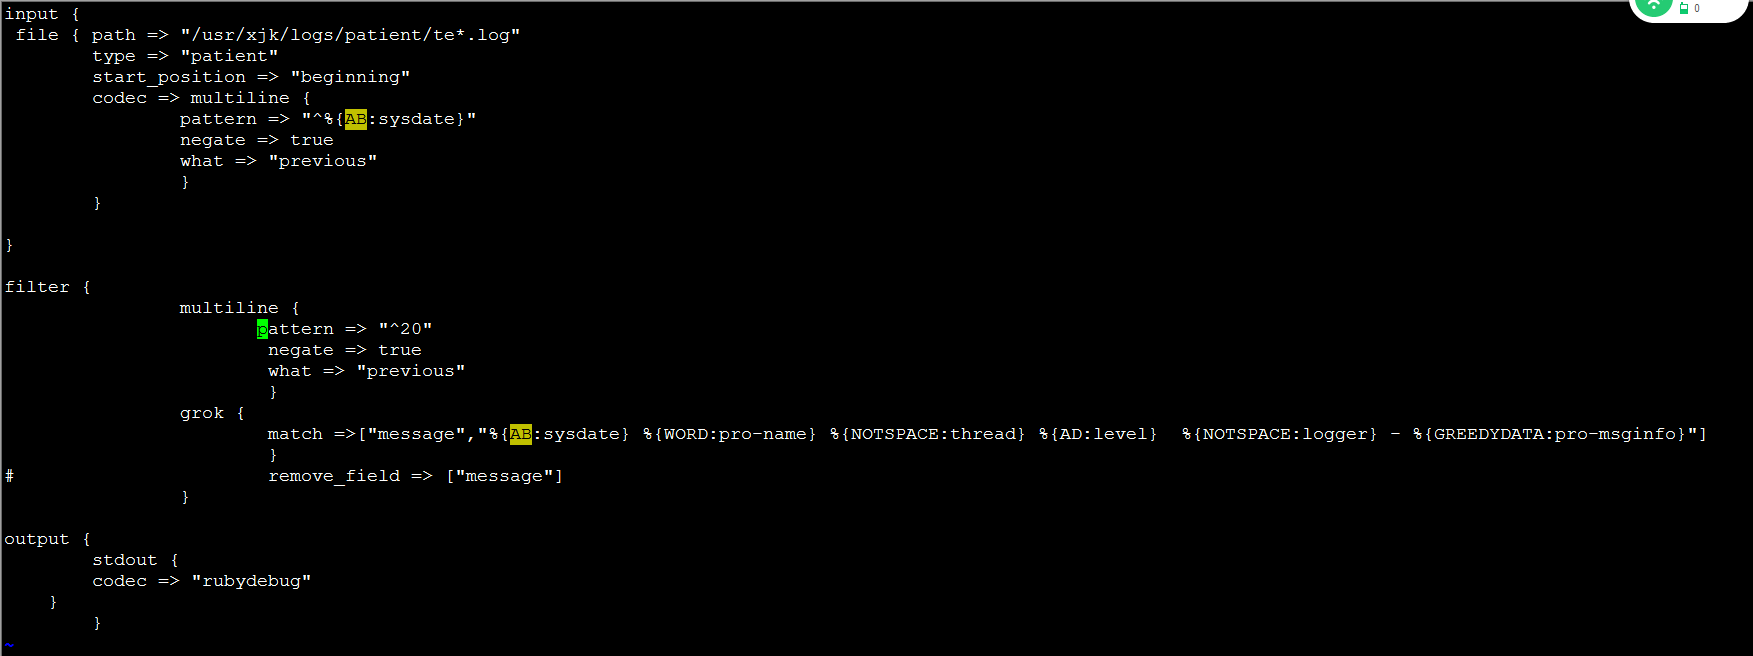 input {
 file { path => "/usr/xjk/logs/patient/te*.log"
        type => "patient"
        start_position => "beginning"
        codec => multiline {
                pattern => "^%{AB:sysdate}"
                negate => true
                what => "previous"
                }
        }

}

filter {
                multiline {
                       pattern => "^20"
                        negate => true
                        what => "previous"
                        }
                grok {
                        match =>["message","%{AB:sysdate} %{WORD:pro-name} %{NOTSPACE:thread} %{AD:level}  %{NOTSPACE:logger} - %{GREEDYDATA:pro-msginfo}"]
                        }
#                       remove_field => ["message"]
                }

output {
        stdout {
        codec => "rubydebug"
    }
        }
~
0